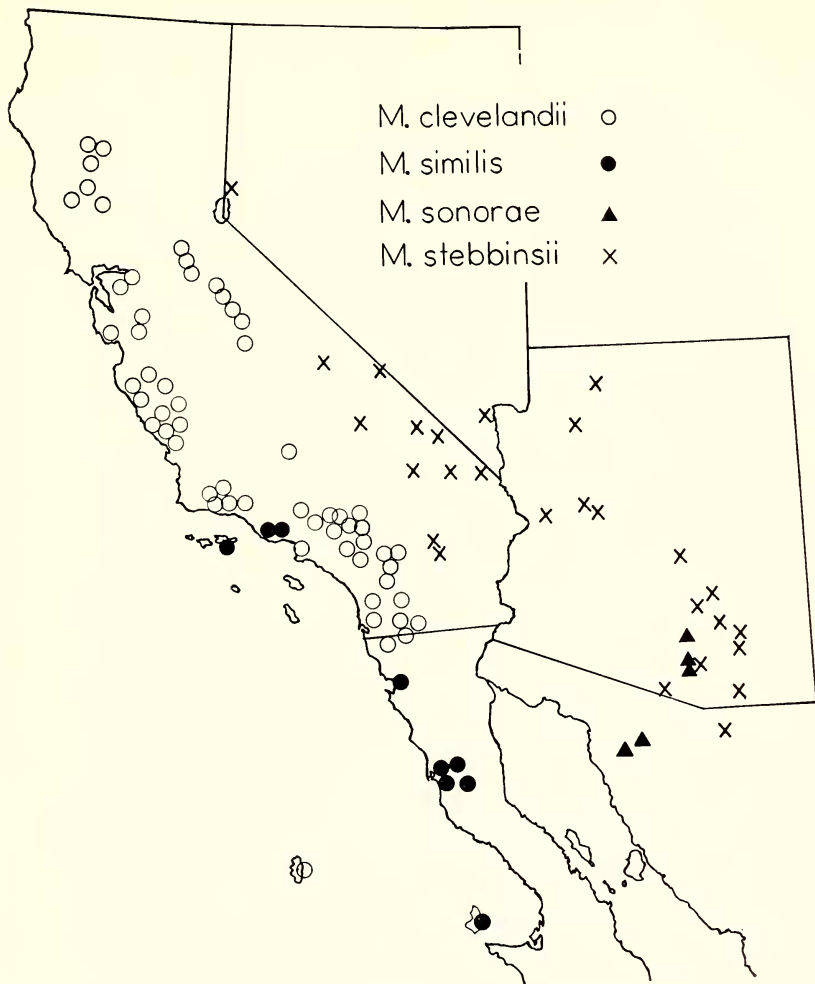 M. clevelandii ○
M. similis ●
M. sonorae ▲
M. stebbinsii ×